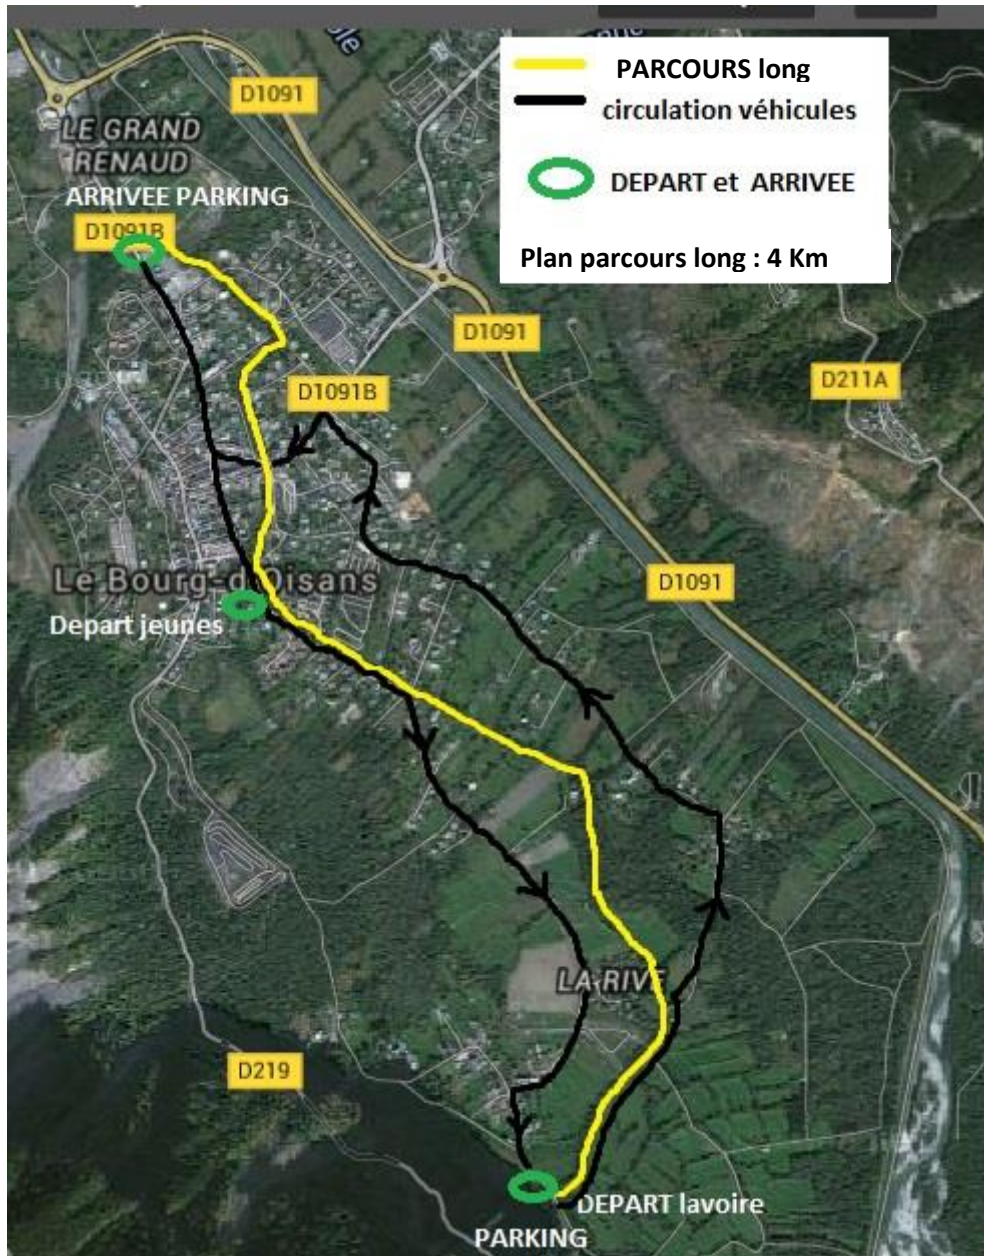 PARCOURS long
circulation véhicules
DEPART et ARRIVEE
Plan parcours long : 4 Km
D1091
LE GRAND
RENAUD
ARRIVEE PARKING
D1091B
D1091
D211A
D1091B
Le Bourg-d'Oisans
D1091
Depart jeunes
LA RIVE
D219
DEPART lavoire
PARKING